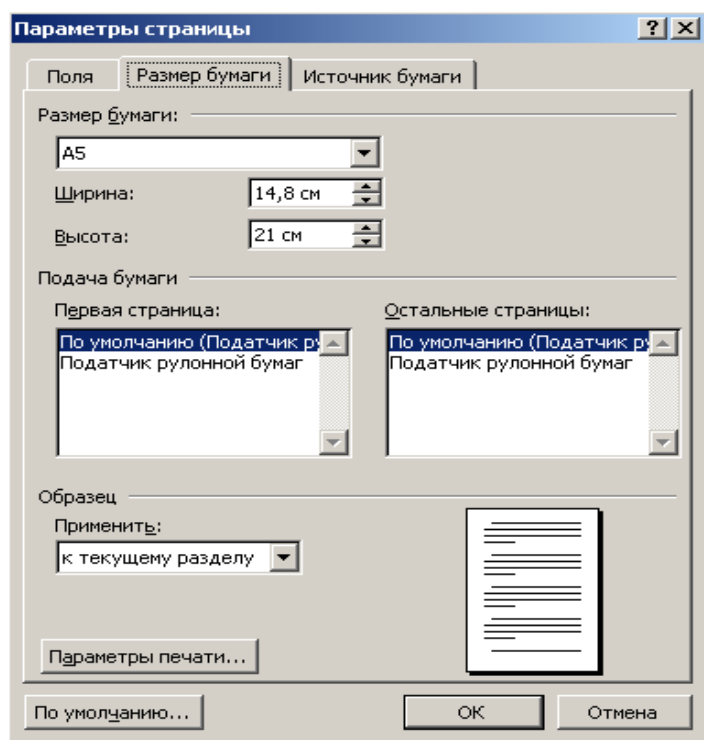 Параметры страницы
Поля Размер бумаги Источник бумаги
Размер бумаги:
A5
Ширина: 14,8 см
Высота: 21 см
Подача бумаги
Первая страница: Остальные страницы:
По умолчанию (Податчик ру По умолчанию (Податчик ру
Податчик рулонной бумаг Податчик рулонной бумаг
Образец
Применить:
к текущему разделу
Параметры печати...
По умолчанию... ОК Отмена